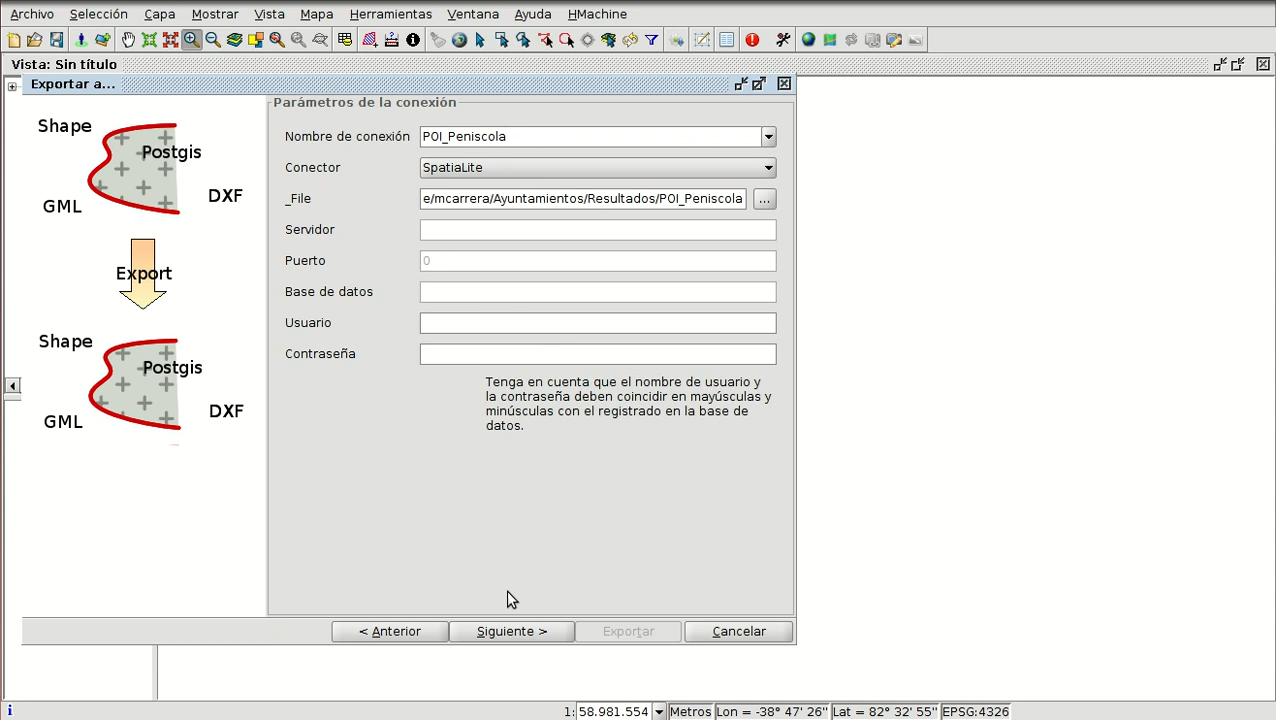 Archivo Selección Capa Mostrar Vista Mapa Herramientas Ventana Ayuda HMachine
Vista: Sin título
Exportar a...
Shape
Postgis
GML
DXF
Export
Shape
Postgis
GML
DXF
Parámetros de la conexión
Nombre de conexión POI_Peniscola
Conector SpatiaLite
_File e/mcarrera/Ayuntamientos/Resultados/POI_Peniscola ...
Servidor
Puerto 0
Base de datos
Usuario
Contraseña
Tenga en cuenta que el nombre de usuario y
la contraseña deben coincidir en mayúsculas y
minúsculas con el registrado en la base de
datos.
< Anterior Siguiente > Exportar Cancelar
1: 58.981.554 Metros Lon = -38° 47' 26" Lat = 82° 32' 55" EPSG:4326